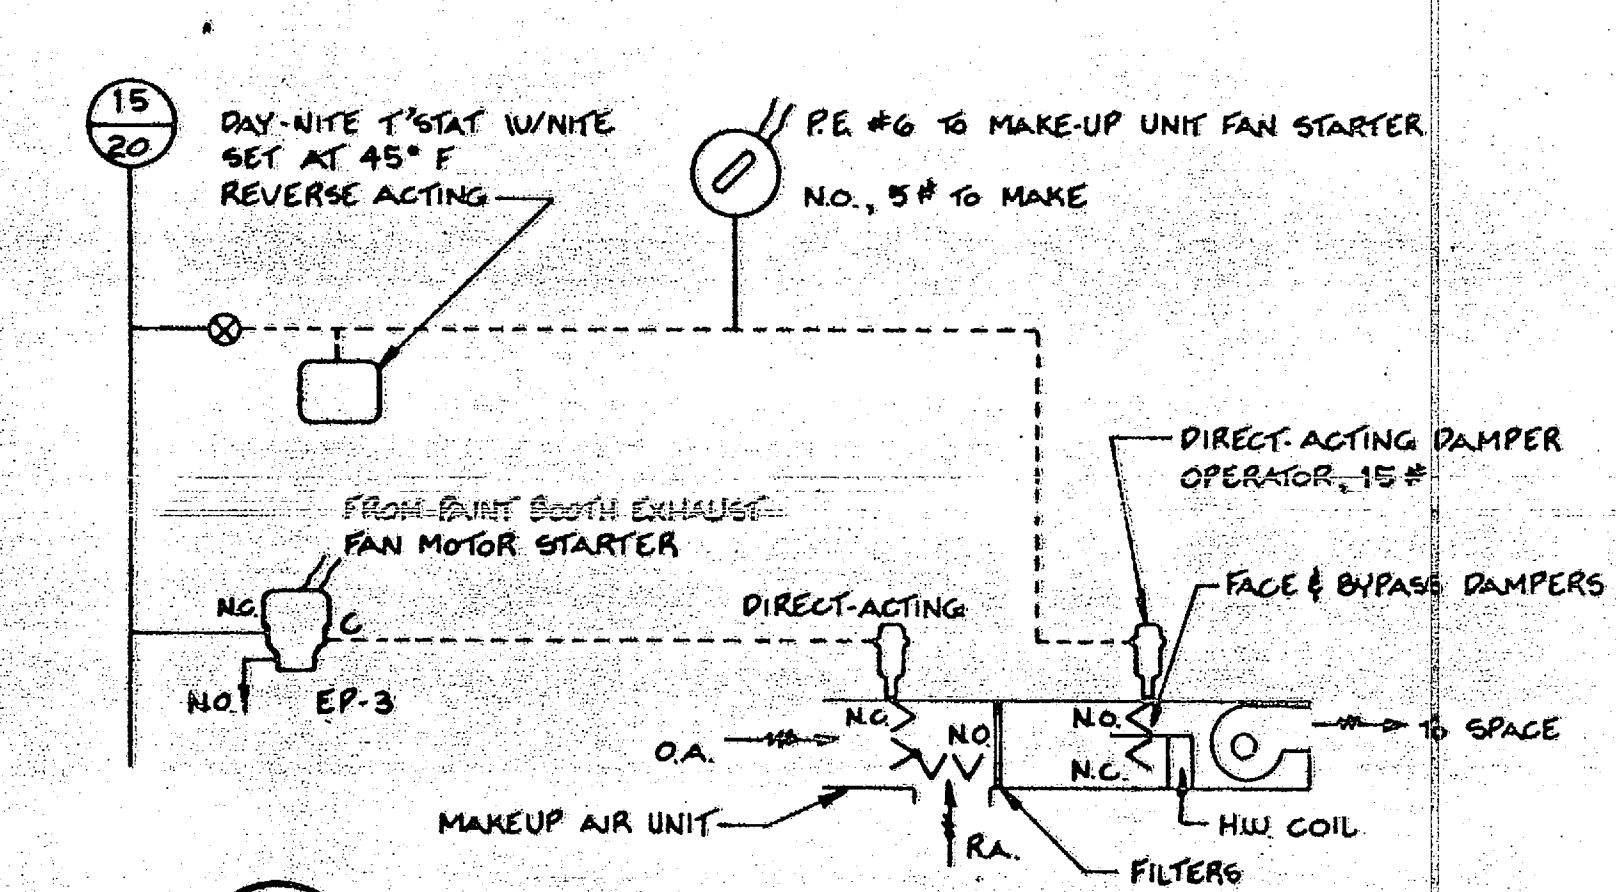 15
20
DAY-NITE T'STAT W/NITE
SET AT 45° F
REVERSE ACTING
P.E. #6 TO MAKE-UP UNIT FAN STARTER
N.O., 5# TO MAKE
DIRECT-ACTING DAMPER
OPERATOR, 15#
FROM PAINT BOOTH EXHAUST
FAN MOTOR STARTER
N.C.
C
N.O.
EP-3
DIRECT-ACTING
FACE & BYPASS DAMPERS
N.C.
N.O.
N.O.
N.C.
O.A.
TO SPACE
MAKEUP AIR UNIT
R.A.
H.W. COIL
FILTERS